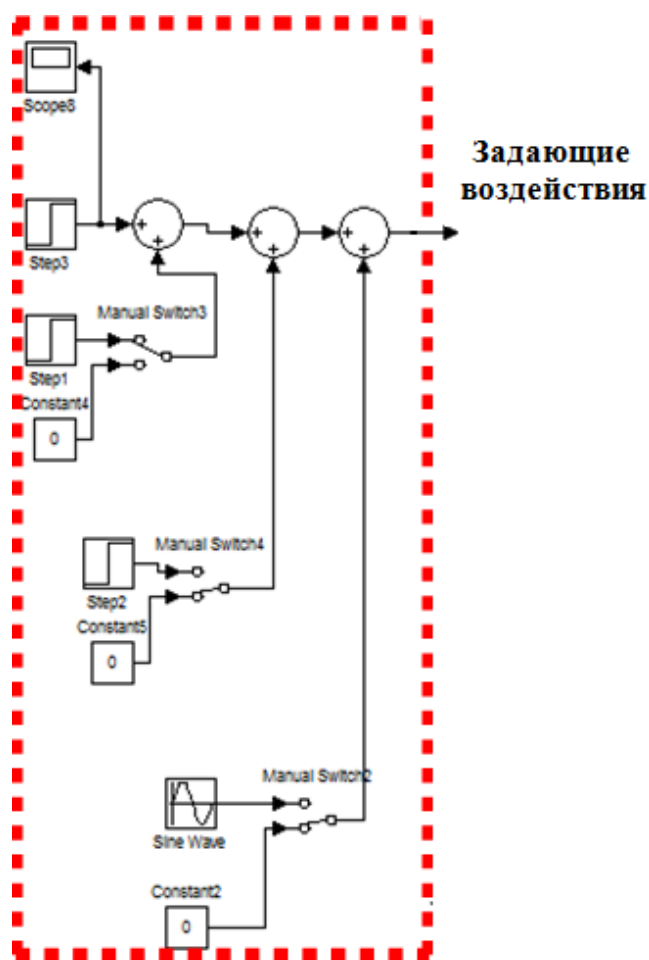 Scope8
Задающие
воздействия
Step3
Manual Switch3
Step1
Constant4
0
Manual Switch4
Step2
Constant5
0
Manual Switch2
Sine Wave
Constant2
0